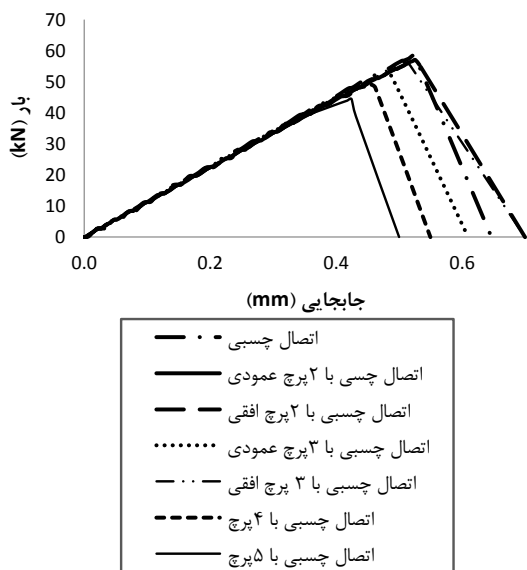 70
60
50
40
30
20
10
0
بار (kN)
0.0 0.2 0.4 0.6
جابجایی (mm)
اتصال چسبی
اتصال چسی با ۲پرچ عمودی
اتصال چسبی با ۲پرچ افقی
اتصال چسبی با ۳پرچ عمودی
اتصال چسبی با ۳ پرچ افقی
اتصال چسبی با ۴پرچ
اتصال چسبی با ۵پرچ